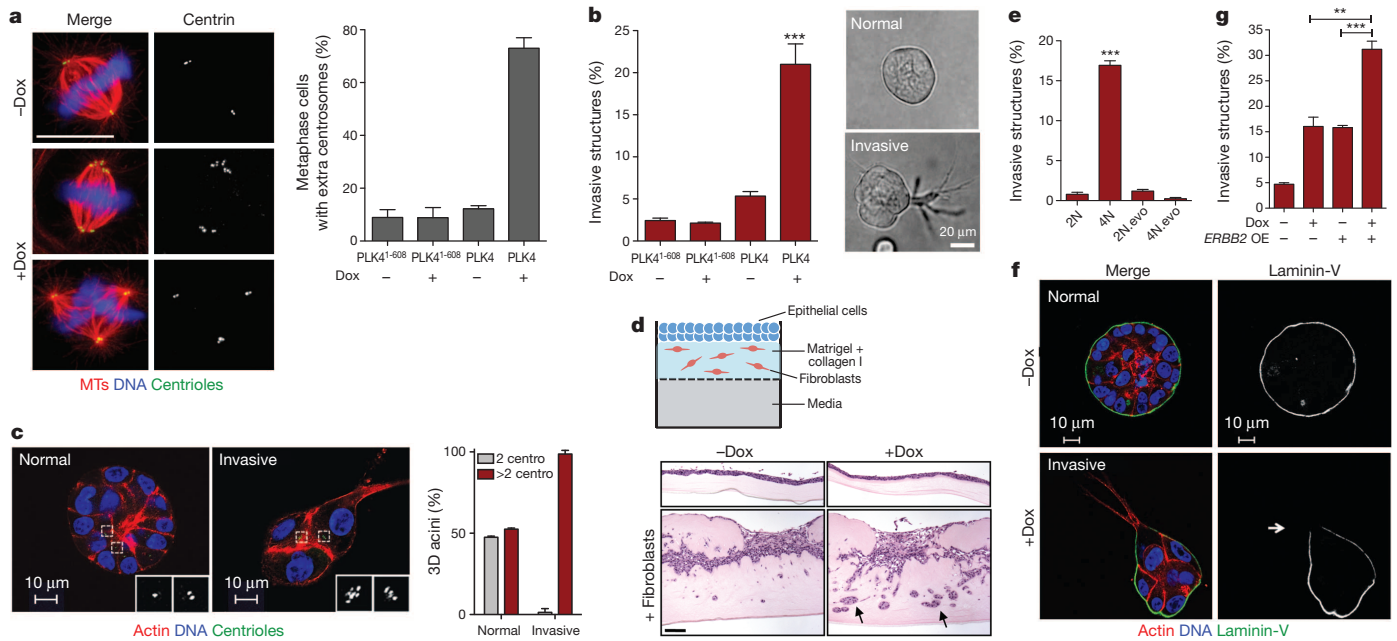 a
Merge
Centrin
–Dox
+Dox
MTs DNA Centrioles
Metaphase cells
with extra centrosomes (%)
80
60
40
20
0
PLK4¹⁻⁶⁰⁸ PLK4¹⁻⁶⁰⁸ PLK4 PLK4
Dox – + – +
b
Invasive structures (%)
25
20
15
10
5
0
***
PLK4¹⁻⁶⁰⁸ PLK4¹⁻⁶⁰⁸ PLK4 PLK4
Dox – + – +
Normal
Invasive
20 μm
c
Normal
10 μm
Invasive
10 μm
Actin DNA Centrioles
3D acini (%)
100
50
0
2 centro
>2 centro
Normal Invasive
d
Epithelial cells
Matrigel +
collagen I
Fibroblasts
Media
–Dox
+Dox
+ Fibroblasts
e
Invasive structures (%)
20
15
10
5
0
***
2N
4N
2N.evo
4N.evo
f
Merge
Laminin-V
–Dox
Normal
10 μm
10 μm
+Dox
Invasive
10 μm
10 μm
Actin DNA Laminin-V
g
Invasive structures (%)
35
30
25
20
15
10
5
0
**
***
Dox – + – +
ERBB2 OE – – + +